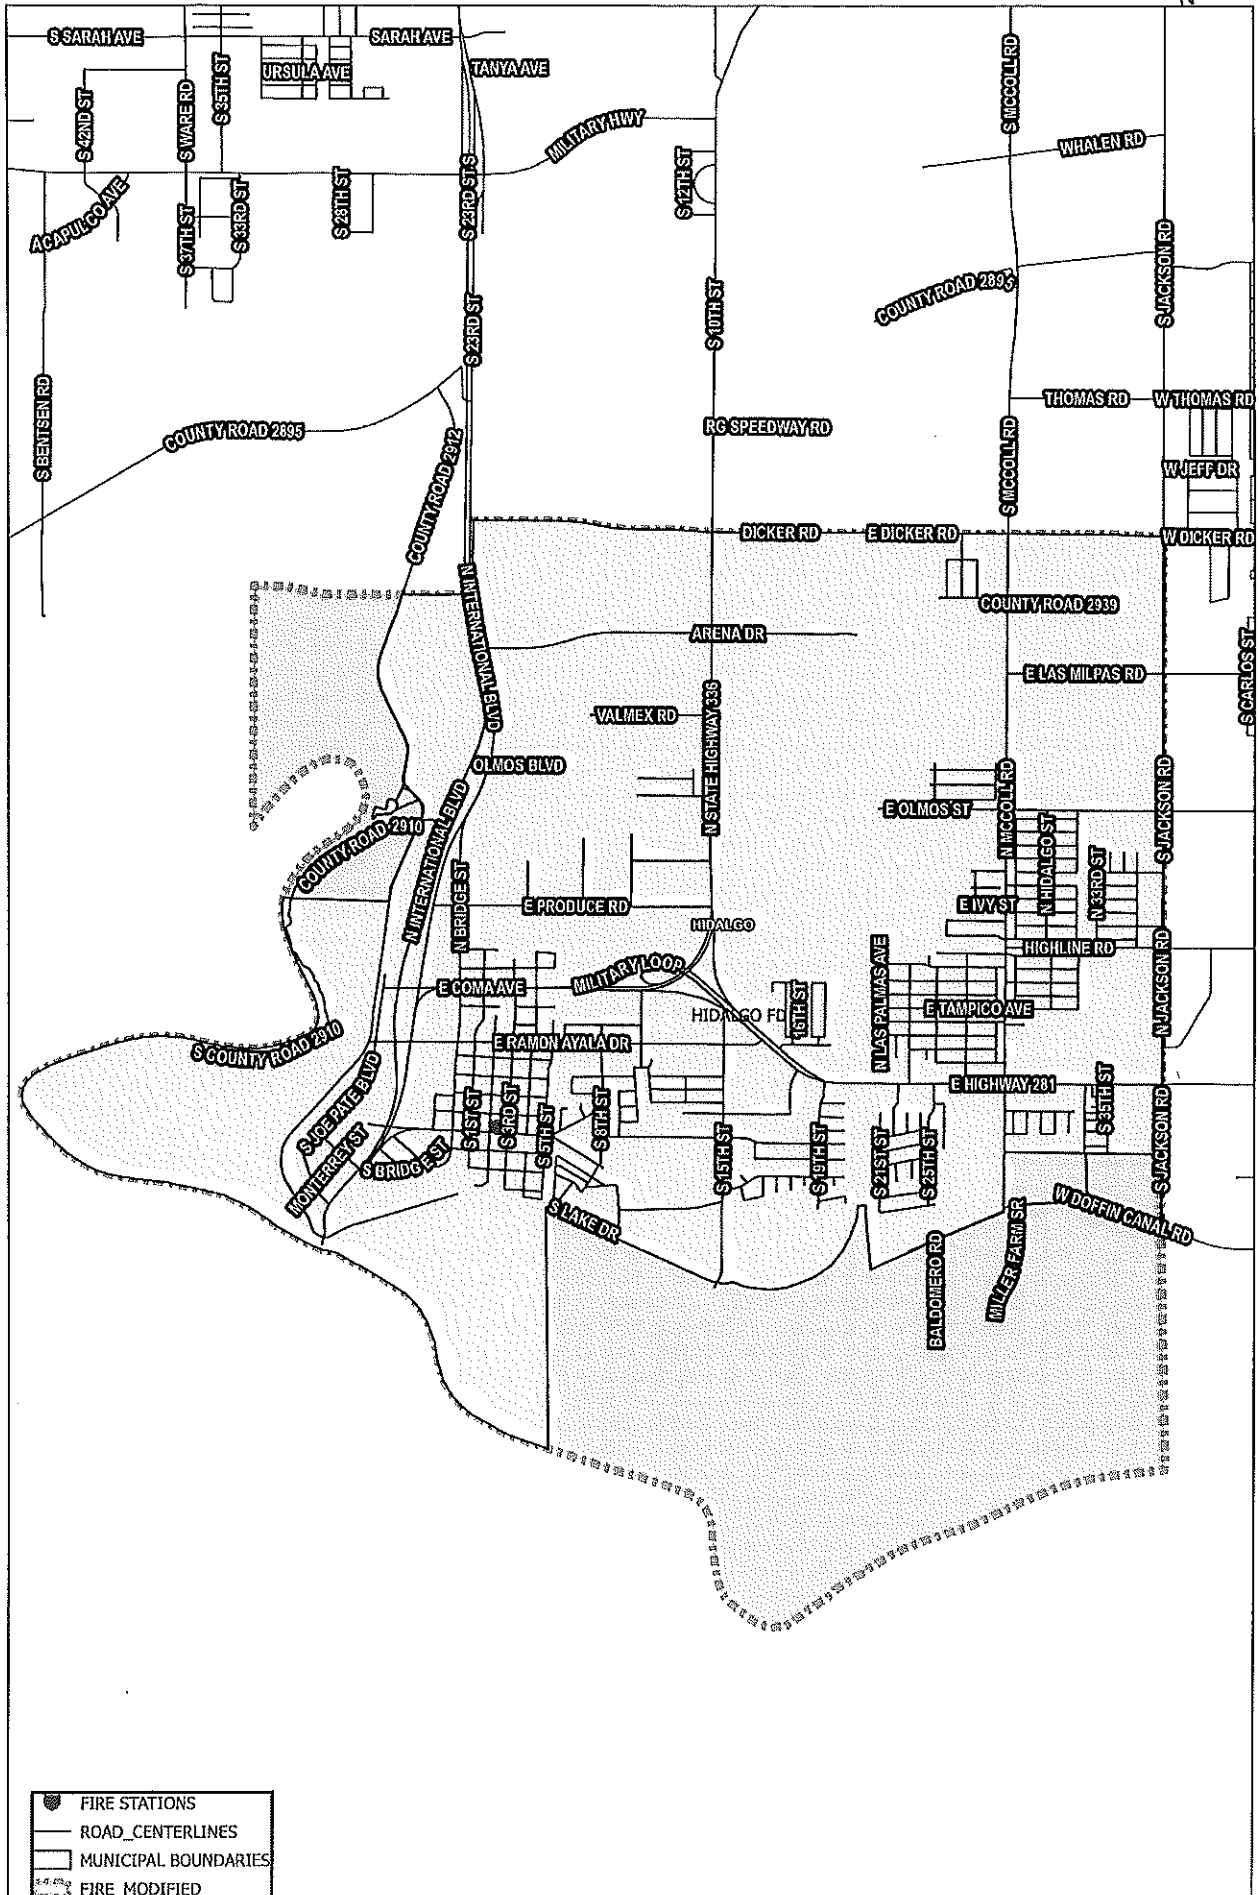 N
S SARAH AVE
SARAH AVE
URSULA AVE
TANYA AVE
S 42ND ST
S WARE RD
S 35TH ST
S MCCOLL RD
MILITARY HWY
WHALEN RD
S 12TH ST
ACAPULCO AVE
S 37TH ST
S 33RD ST
S 28TH ST
S 23RD ST S
S JACKSON RD
COUNTY ROAD 2895
S 10TH ST
S 23RD ST
S BENTSEN RD
THOMAS RD
W THOMAS RD
COUNTY ROAD 2895
RG SPEEDWAY RD
S MCCOLL RD
W JEFF DR
COUNTY ROAD 2912
DICKER RD
E DICKER RD
W DICKER RD
N INTERNATIONAL BLVD
COUNTY ROAD 2939
ARENA DR
E LAS MILPAS RD
S CARLOS ST
VALMEX RD
N STATE HIGHWAY 336
OLMOS BLVD
N MCCOLL RD
E OLMOS ST
S JACKSON RD
COUNTY ROAD 2910
N INTERNATIONAL BLVD
N HIDALGO ST
N 33RD ST
N BRIDGE ST
E PRODUCE RD
E IVY ST
HIDALGO
HIGHLINE RD
N LAS PALMAS AVE
N JACKSON RD
MILITARY LOOP
E COMA AVE
HIDALGO FD
16TH ST
E TAMPICO AVE
E RAMON AYALA DR
S COUNTY ROAD 2910
E HIGHWAY 281
S JOE PATE BLVD
S 1ST ST
S 3RD ST
S 5TH ST
S 8TH ST
S 35TH ST
S JACKSON RD
MONTERREY ST
S BRIDGE ST
S 15TH ST
S 19TH ST
S 21ST ST
S 25TH ST
S LAKE DR
W DOFFIN CANAL RD
BALDOMERO RD
MILLER FARM SR
FIRE STATIONS
ROAD_CENTERLINES
MUNICIPAL BOUNDARIES
FIRE_MODIFIED